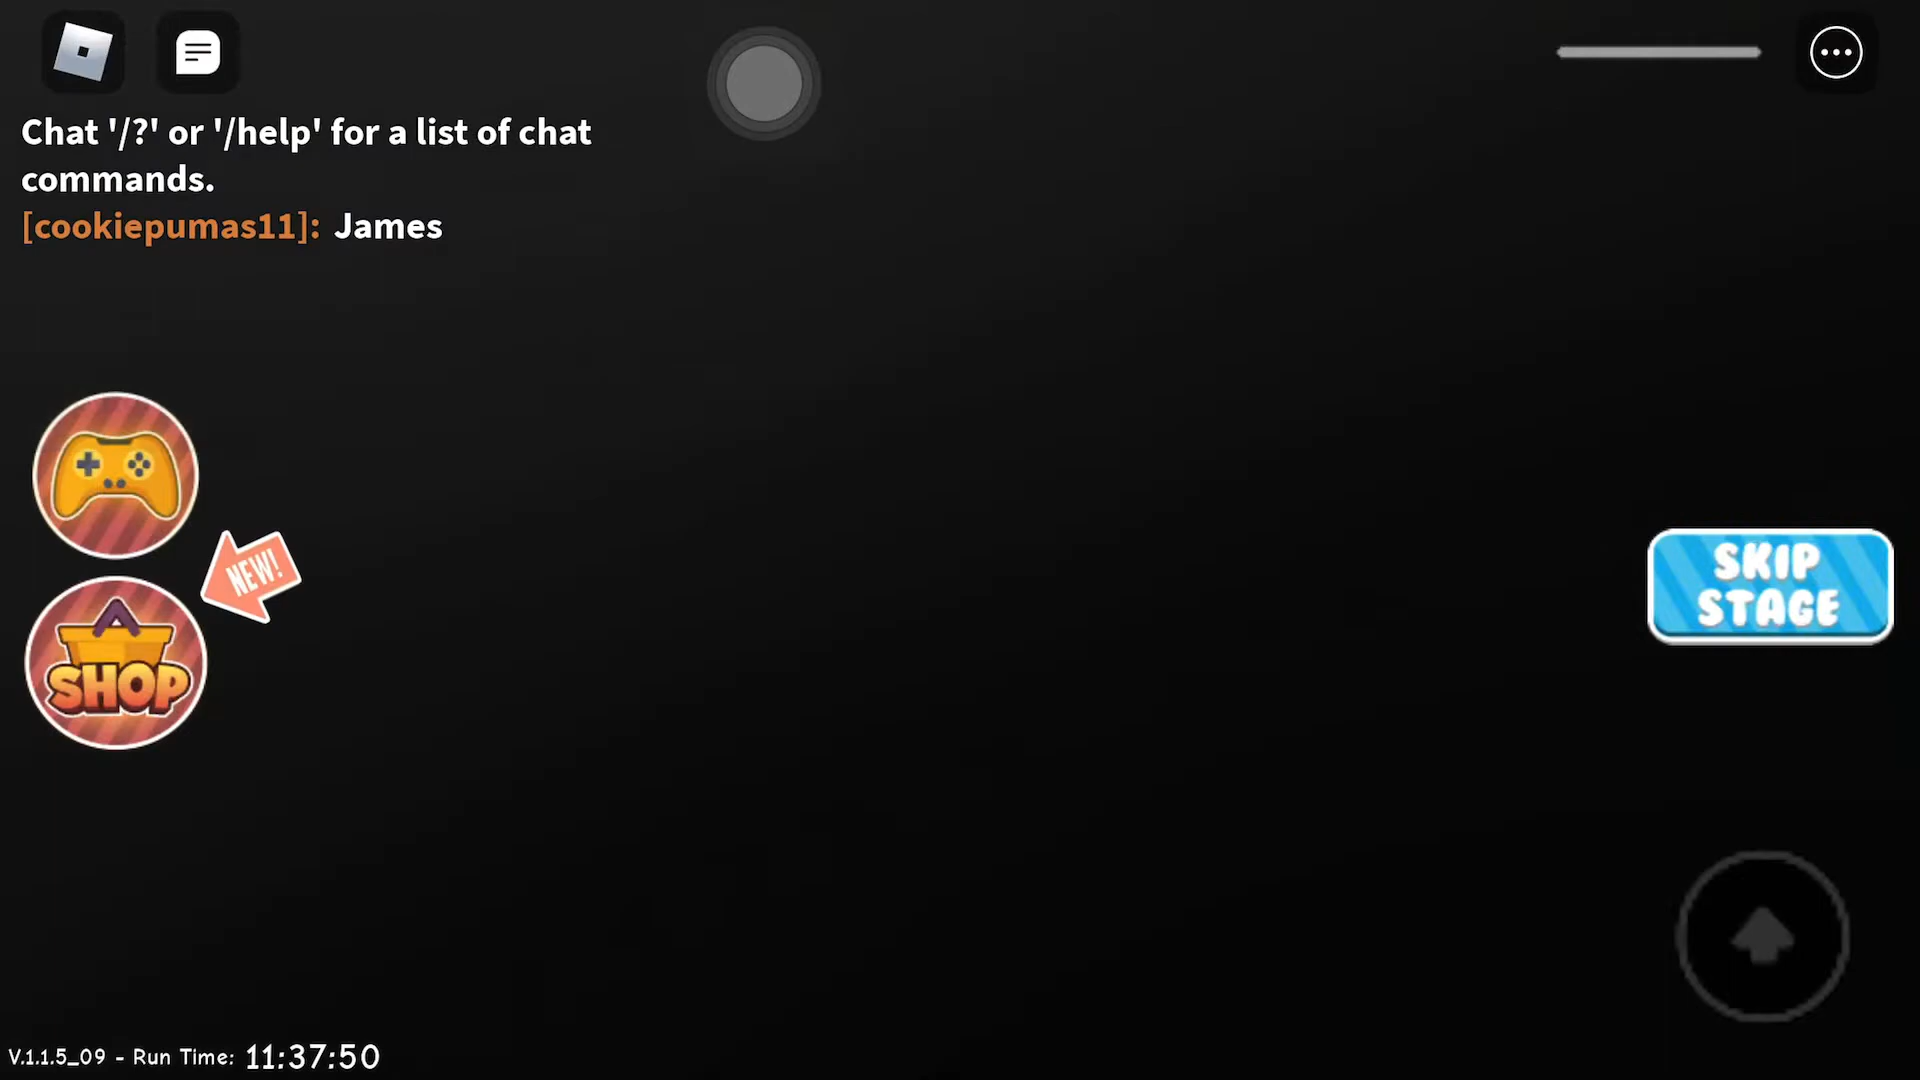 Chat '/?' or '/help' for a list of chat
commands.
[cookiepumas11]: James
NEW!
SHOP
SKIP
STAGE
V.1.1.5_09 - Run Time: 11:37:50